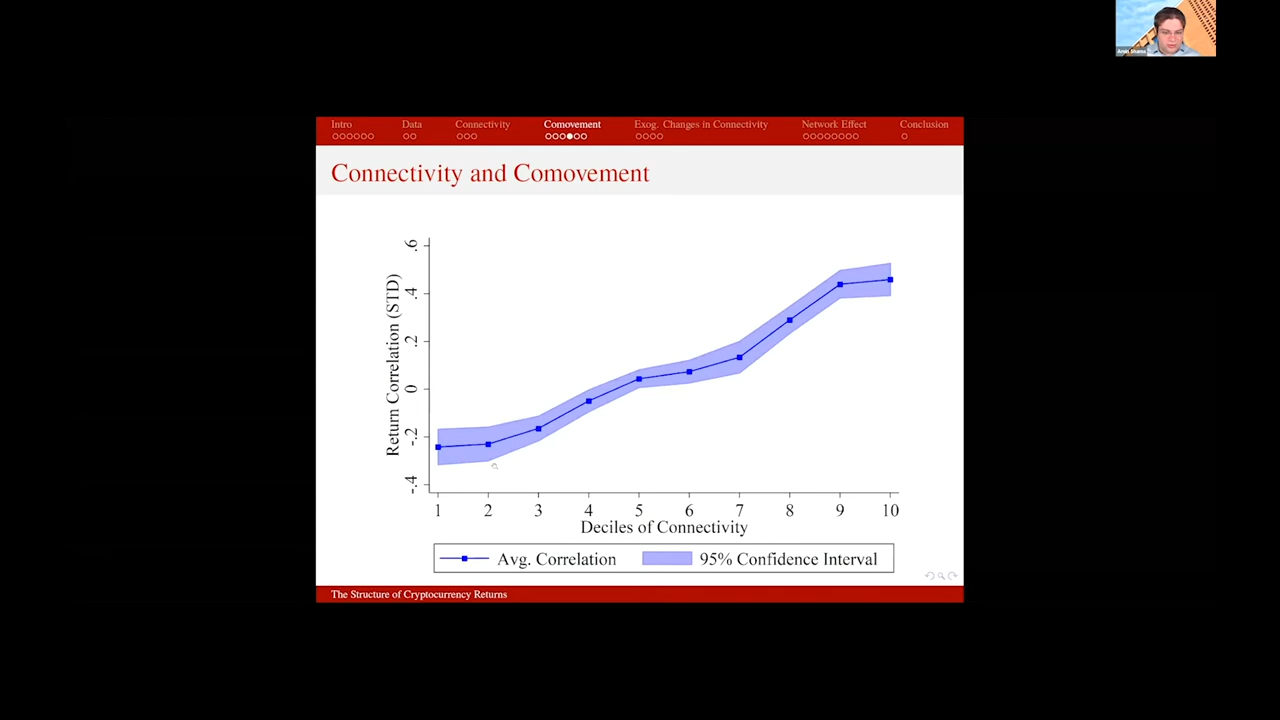 Amin Shams
Intro Data Connectivity Comovement Exog. Changes in Connectivity Network Effect Conclusion
Connectivity and Comovement
Return Correlation (STD)
.6
.4
.2
0
-.2
-.4
1 2 3 4 5 6 7 8 9 10
Deciles of Connectivity
Avg. Correlation 95% Confidence Interval
The Structure of Cryptocurrency Returns